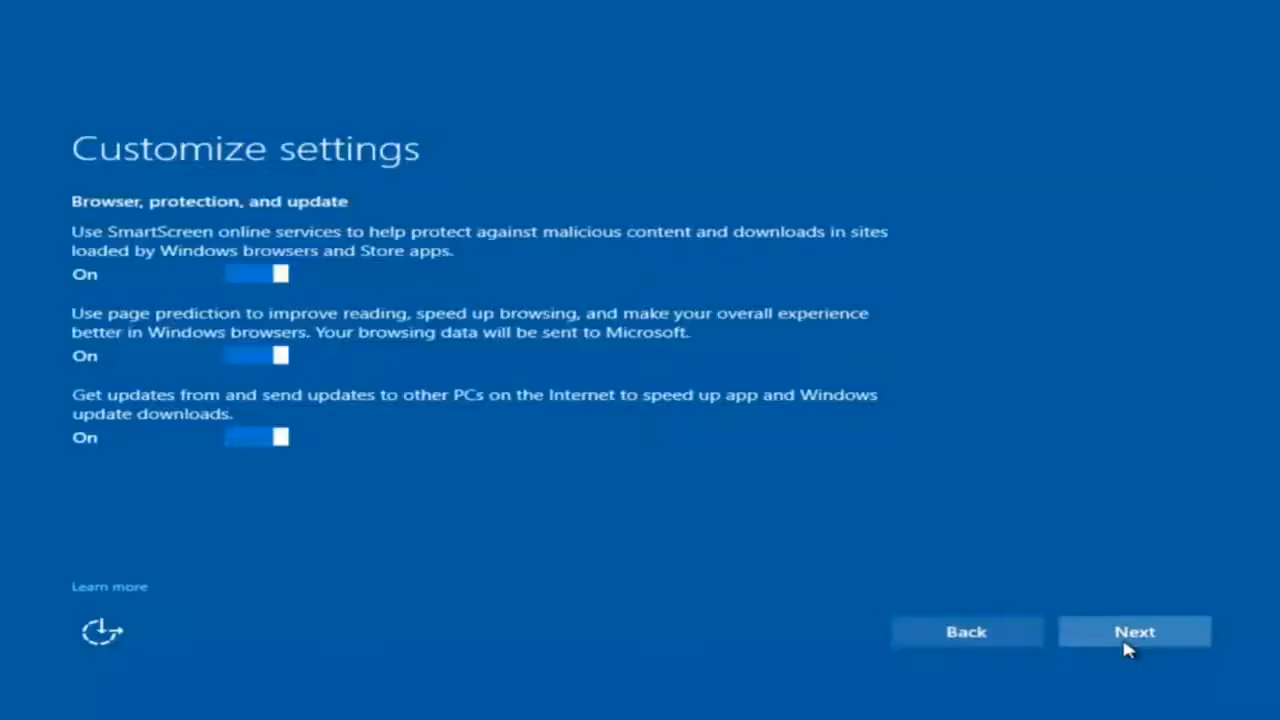 Customize settings
Browser, protection, and update
Use SmartScreen online services to help protect against malicious content and downloads in sites
loaded by Windows browsers and Store apps.
On
Use page prediction to improve reading, speed up browsing, and make your overall experience
better in Windows browsers. Your browsing data will be sent to Microsoft.
On
Get updates from and send updates to other PCs on the Internet to speed up app and Windows
update downloads.
On
Learn more
Back
Next